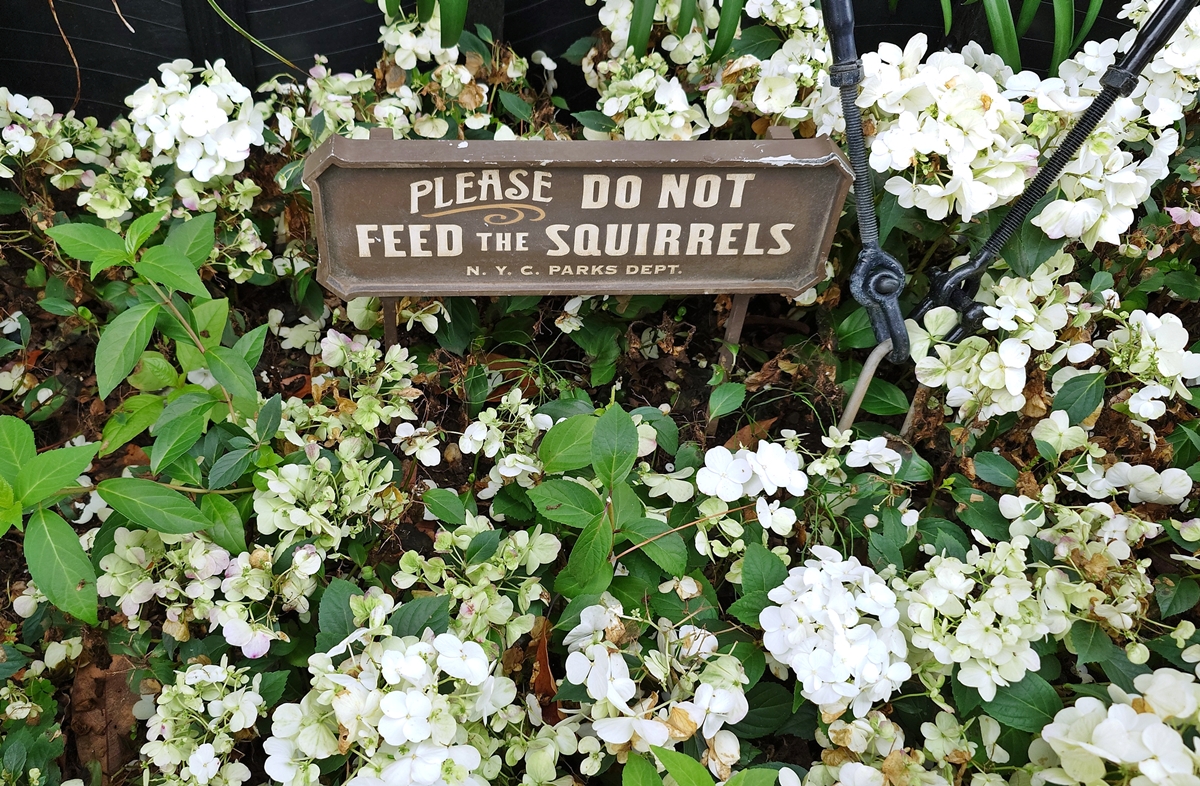 PLEASE DO NOT
FEED THE SQUIRRELS
N. Y. C. PARKS DEPT.